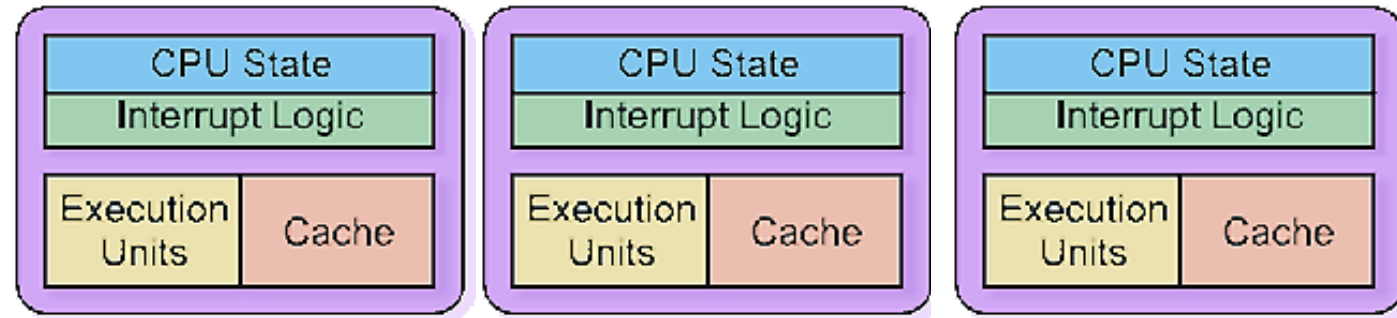 CPU State
Interrupt Logic
Execution
Units
Cache
CPU State
Interrupt Logic
Execution
Units
Cache
CPU State
Interrupt Logic
Execution
Units
Cache